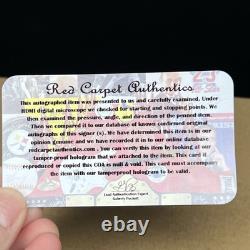 Red Carpet Authentics
This autographed item was presented to us and carefully examined. Under
HDMI digital microscope we checked for starting and stopping points. We
then examined the pressure, angle, and direction of the penned item.
Then we compared it to our database of known confirmed original
autographs of this signer (s). We have determined this item is in our
opinion genuine and we have recorded it in to our online database
redcarpetauthentics.com . You can verify this item by looking at our
tamper-proof hologram that we attached to the item. This card if
reproduced or copied this COA is null & void. This card must accompany
the item with our tamperproof hologram to be valid.
Lead Authentication Expert